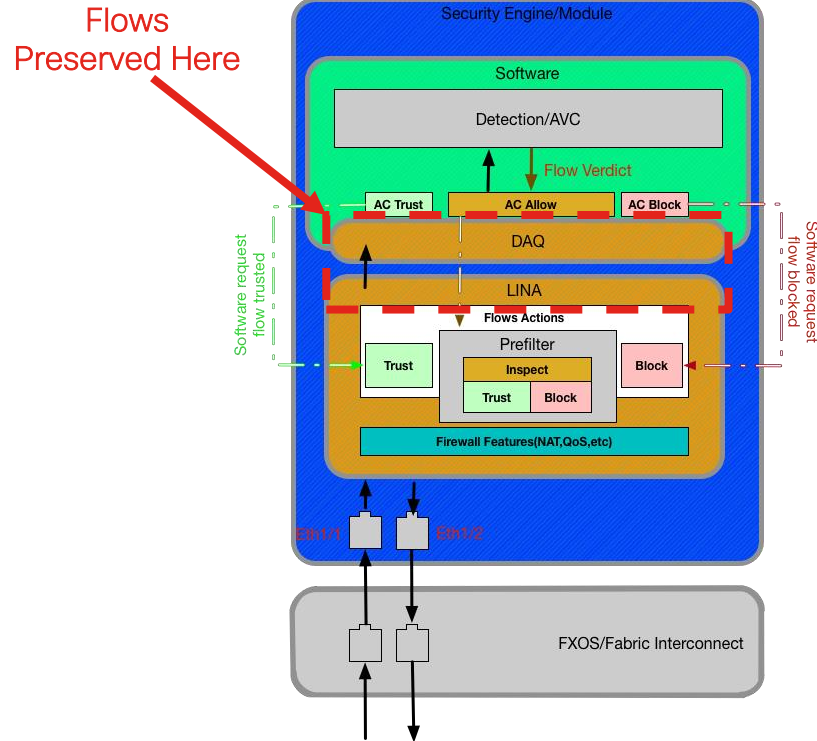 Flows
Preserved Here
Security Engine/Module
Software
Detection/AVC
Flow Verdict
AC Trust
AC Allow
AC Block
DAQ
Software request
flow trusted
Software request
flow blocked
LINA
Flows Actions
Prefilter
Trust
Inspect
Block
Trust
Block
Firewall Features(NAT,QoS,etc)
Eth1/1
Eth1/2
FXOS/Fabric Interconnect